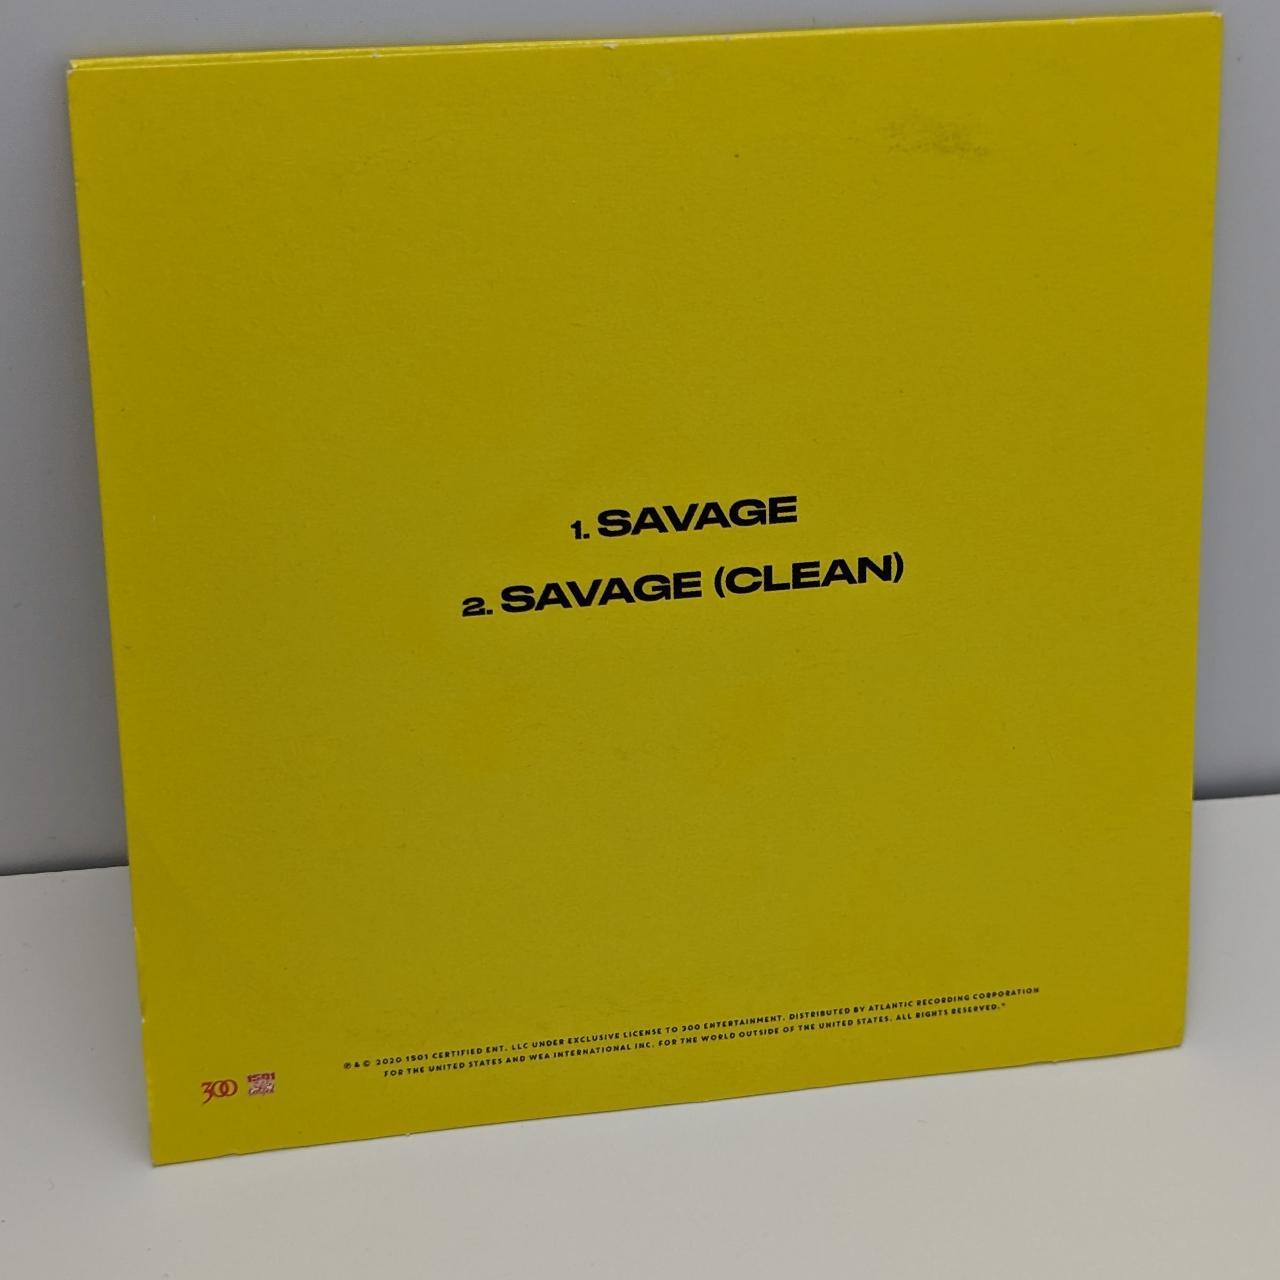 1. SAVAGE
2. SAVAGE (CLEAN)
℗ & © 2020 1501 CERTIFIED ENT. LLC UNDER EXCLUSIVE LICENSE TO 300 ENTERTAINMENT. DISTRIBUTED BY ATLANTIC RECORDING CORPORATION
FOR THE UNITED STATES AND WEA INTERNATIONAL INC. FOR THE WORLD OUTSIDE OF THE UNITED STATES. ALL RIGHTS RESERVED."
300 1501